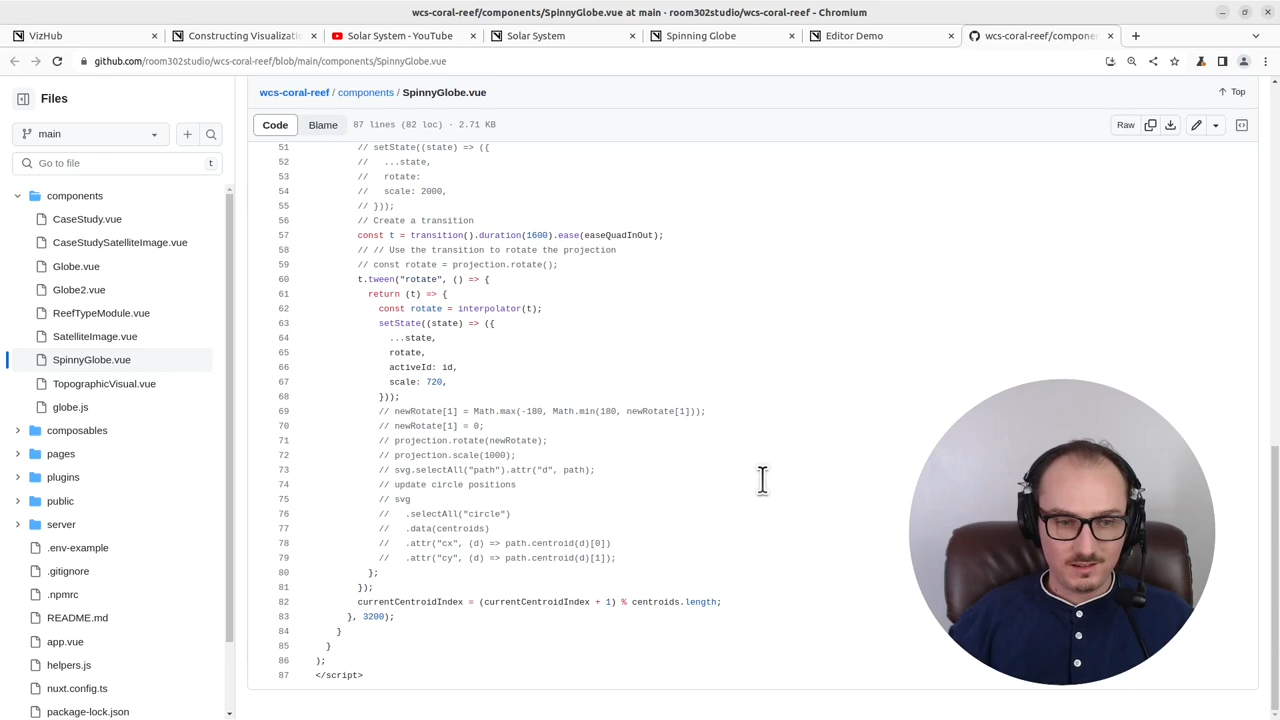 wcs-coral-reef/components/SpinnyGlobe.vue at main · room302studio/wcs-coral-reef - Chromium
VizHub
Constructing Visualizatio
Solar System - YouTube
Solar System
Spinning Globe
Editor Demo
wcs-coral-reef/componen
github.com/room302studio/wcs-coral-reef/blob/main/components/SpinnyGlobe.vue
Files
main
Go to file
t
components
CaseStudy.vue
CaseStudySatelliteImage.vue
Globe.vue
Globe2.vue
ReefTypeModule.vue
SatelliteImage.vue
SpinnyGlobe.vue
TopographicVisual.vue
globe.js
composables
pages
plugins
public
server
.env-example
.gitignore
.npmrc
README.md
app.vue
helpers.js
nuxt.config.ts
package-lock.json
wcs-coral-reef / components / SpinnyGlobe.vue
Top
Code
Blame
87 lines (82 loc) · 2.71 KB
Raw
51 // setState((state) => ({
52 //   ...state,
53 //   rotate:
54 //   scale: 2000,
55 // }));
56 // Create a transition
57 const t = transition().duration(1600).ease(easeQuadInOut);
58 // // Use the transition to rotate the projection
59 // const rotate = projection.rotate();
60 t.tween("rotate", () => {
61 return (t) => {
62 const rotate = interpolator(t);
63 setState((state) => ({
64 ...state,
65 rotate,
66 activeId: id,
67 scale: 720,
68 }));
69 // newRotate[1] = Math.max(-180, Math.min(180, newRotate[1]));
70 // newRotate[1] = 0;
71 // projection.rotate(newRotate);
72 // projection.scale(1000);
73 // svg.selectAll("path").attr("d", path);
74 // update circle positions
75 // svg
76 //   .selectAll("circle")
77 //   .data(centroids)
78 //   .attr("cx", (d) => path.centroid(d)[0])
79 //   .attr("cy", (d) => path.centroid(d)[1]);
80 };
81 });
82 currentCentroidIndex = (currentCentroidIndex + 1) % centroids.length;
83 }, 3200);
84 }
85 }
86 );
87 </script>